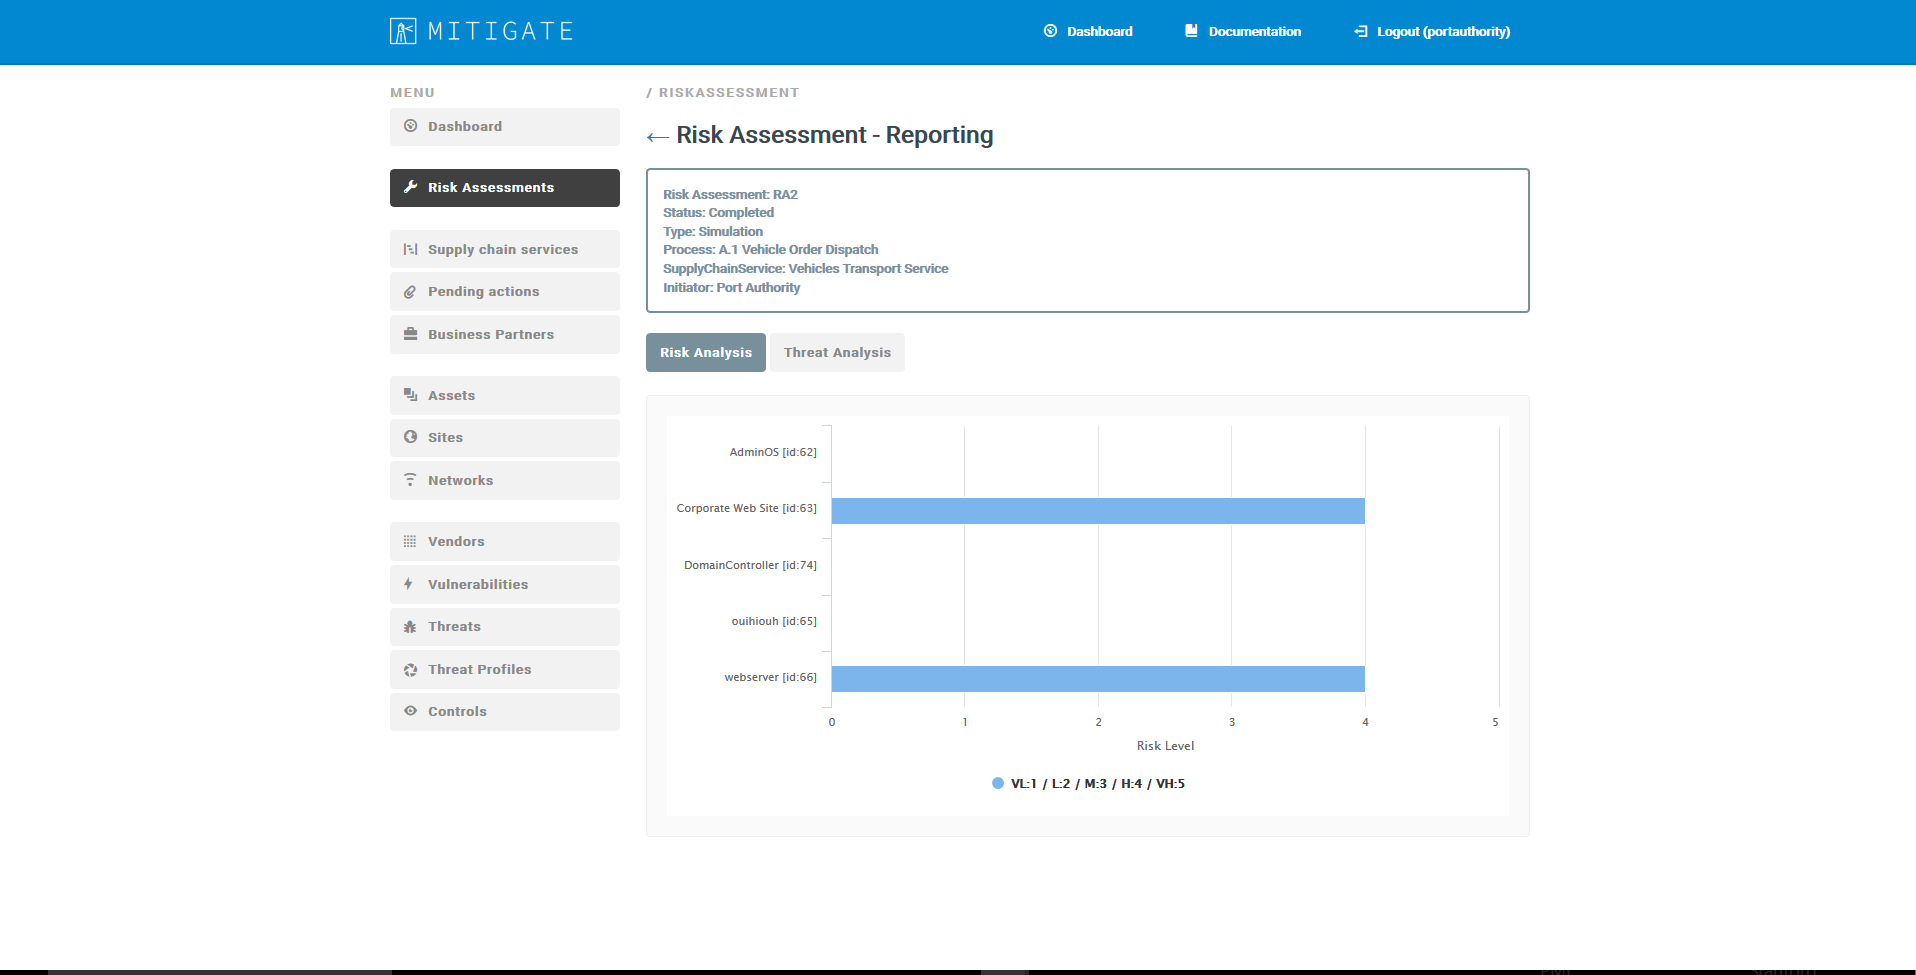 MITIGATE
Dashboard
Documentation
Logout (portauthority)
MENU
Dashboard
Risk Assessments
Supply chain services
Pending actions
Business Partners
Assets
Sites
Networks
Vendors
Vulnerabilities
Threats
Threat Profiles
Controls
/ RISKASSESSMENT
← Risk Assessment - Reporting
Risk Assessment: RA2
Status: Completed
Type: Simulation
Process: A.1 Vehicle Order Dispatch
SupplyChainService: Vehicles Transport Service
Initiator: Port Authority
Risk Analysis
Threat Analysis
AdminOS [id:62]
Corporate Web Site [id:63]
DomainController [id:74]
ouihiouh [id:65]
webserver [id:66]
0 1 2 3 4 5
Risk Level
VL:1 / L:2 / M:3 / H:4 / VH:5